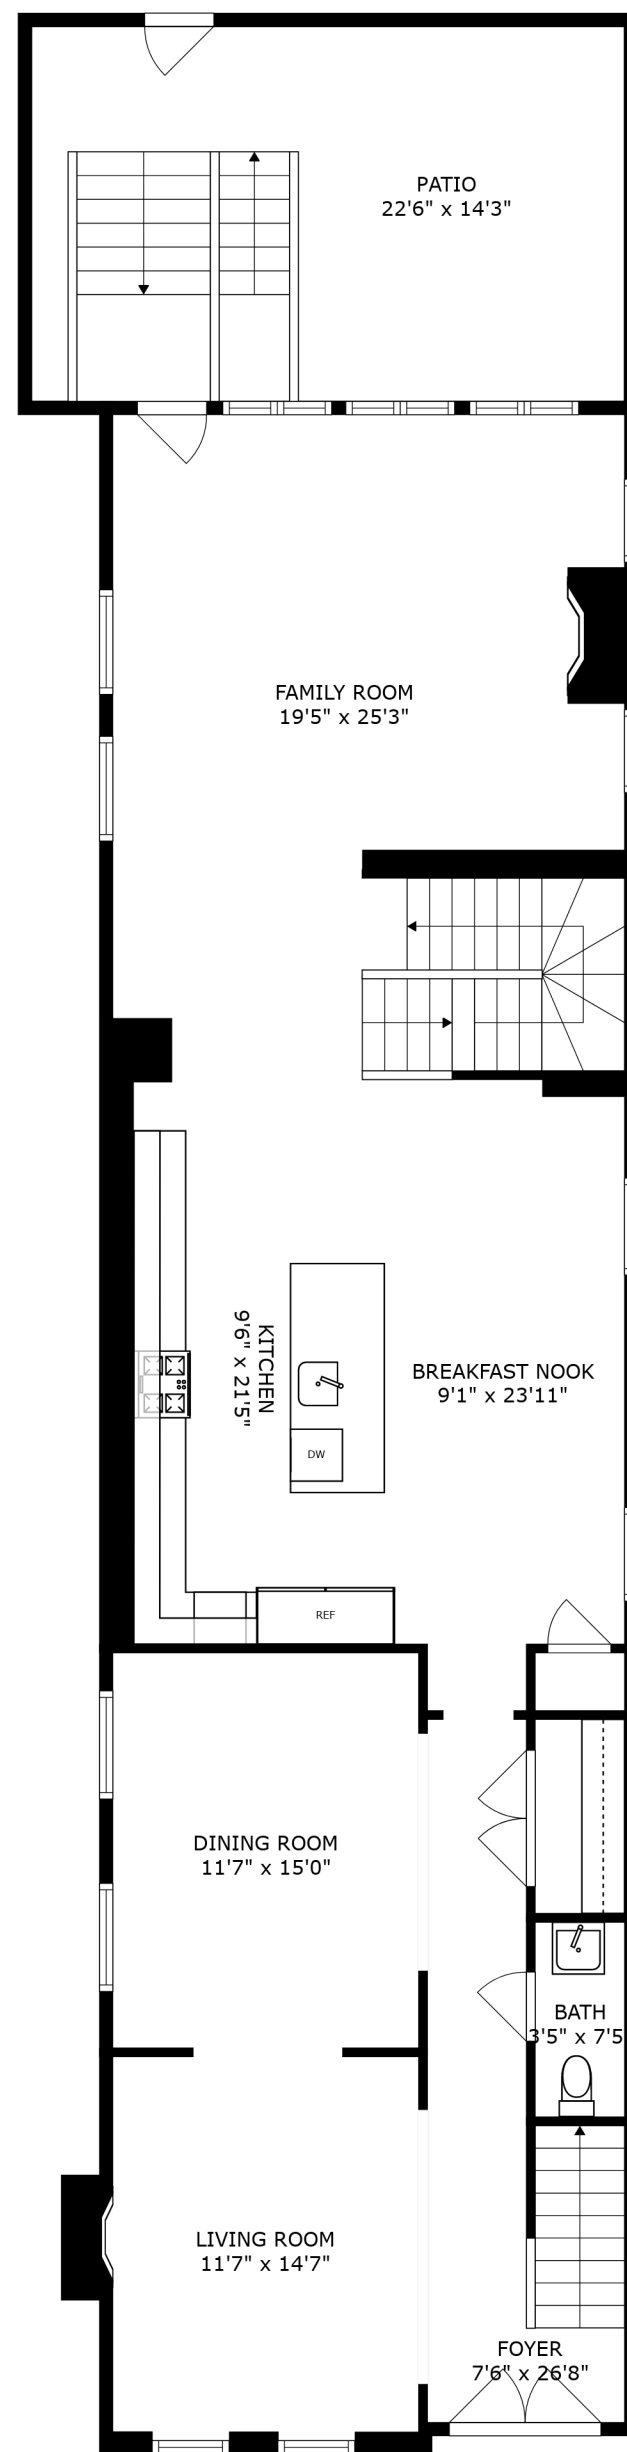 PATIO
22'6" x 14'3"
FAMILY ROOM
19'5" x 25'3"
KITCHEN
9'6" x 21'5"
BREAKFAST NOOK
9'1" x 23'11"
DW
REF
DINING ROOM
11'7" x 15'0"
BATH
3'5" x 7'5
LIVING ROOM
11'7" x 14'7"
FOYER
7'6" x 26'8"